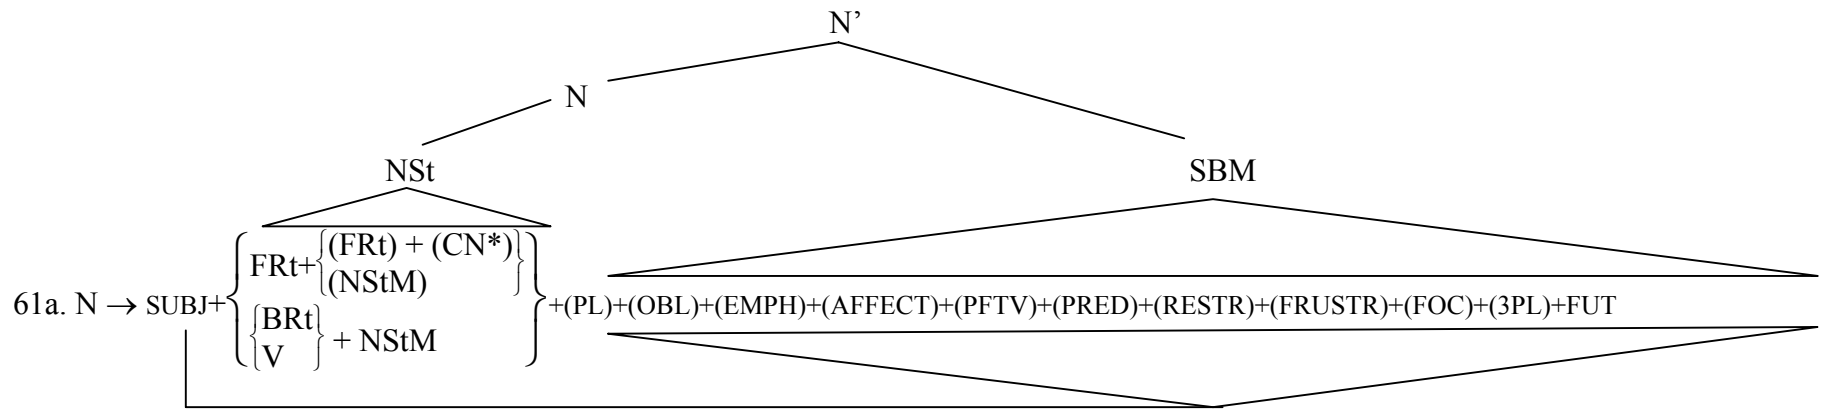 N’
N
NSt SBM
(FRt) + (CN*)
FRt+
(NStM)
61a. N → SUBJ+ +(PL)+(OBL)+(EMPH)+(AFFECT)+(PFTV)+(PRED)+(RESTR)+(FRUSTR)+(FOC)+(3PL)+FUT
BRt
+ NStM
V